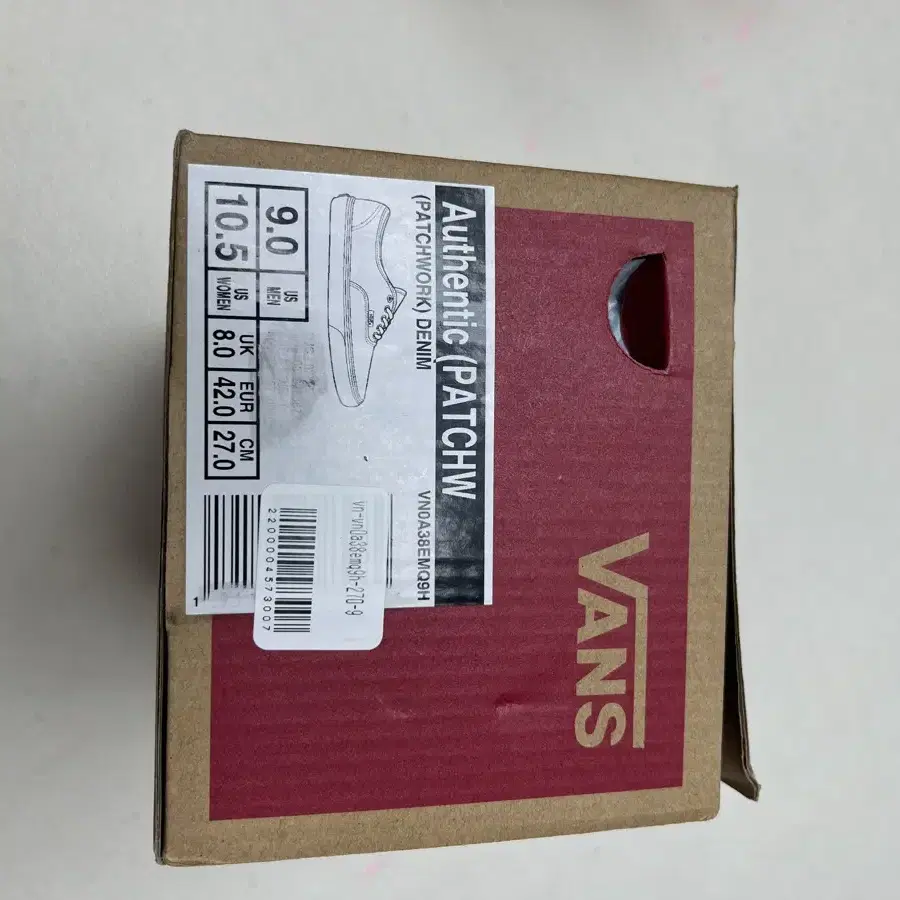 VANS
Authentic (PATCHW
(PATCHWORK) DENIM
VN0A38EMQ9H
9.0 US MEN
10.5 US WOMEN
UK 8.0
EUR 42.0
CM 27.0
vn-vn0a38emq9h-270-9
2200004573007
1